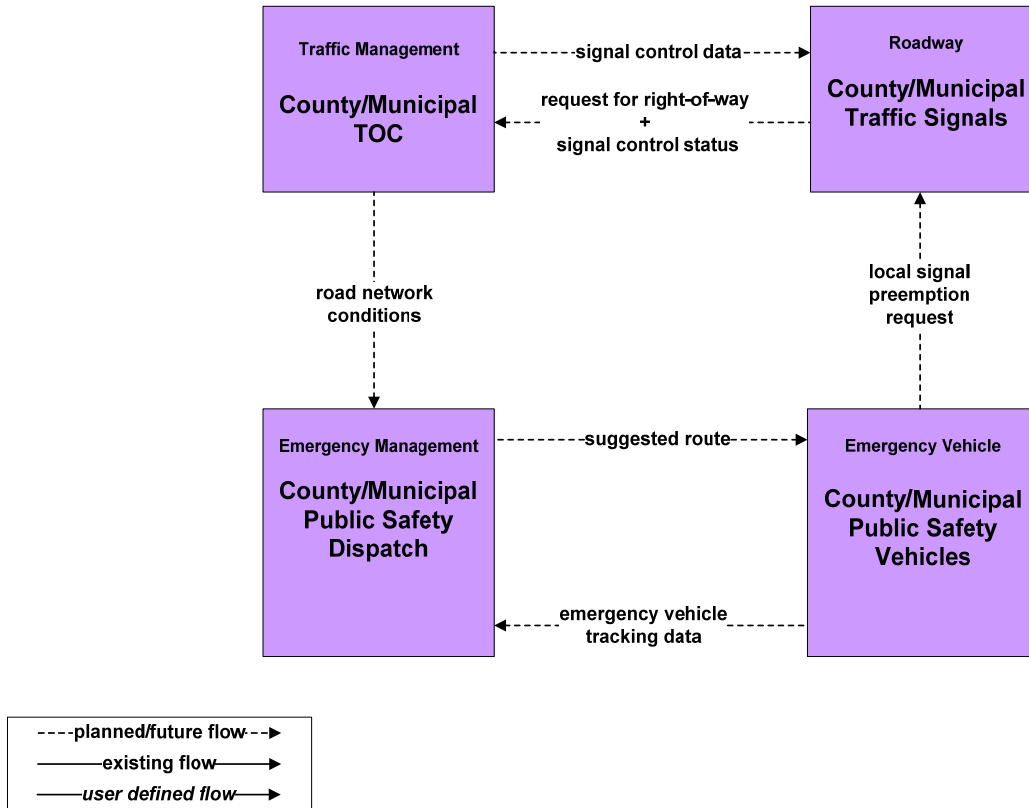 Traffic Management
County/Municipal
TOC
signal control data
request for right-of-way
+
signal control status
Roadway
County/Municipal
Traffic Signals
road network
conditions
local signal
preemption
request
Emergency Management
County/Municipal
Public Safety
Dispatch
suggested route
emergency vehicle
tracking data
Emergency Vehicle
County/Municipal
Public Safety
Vehicles
planned/future flow
existing flow
user defined flow